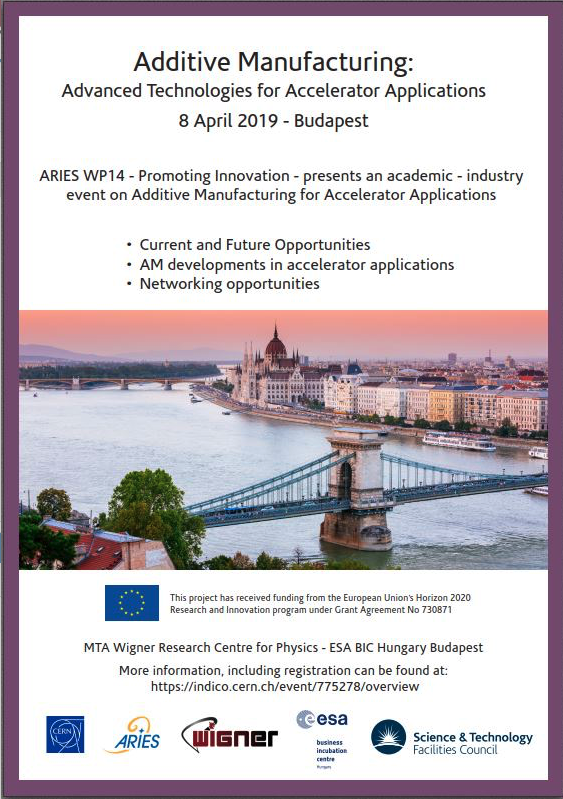 Additive Manufacturing:
Advanced Technologies for Accelerator Applications
8 April 2019 - Budapest
ARIES WP14 - Promoting Innovation - presents an academic - industry
event on Additive Manufacturing for Accelerator Applications
• Current and Future Opportunities
• AM developments in accelerator applications
• Networking opportunities
This project has received funding from the European Union's Horizon 2020
Research and Innovation program under Grant Agreement No 730871
MTA Wigner Research Centre for Physics - ESA BIC Hungary Budapest
More information, including registration can be found at:
https://indico.cern.ch/event/775278/overview
CERN
ARIES
wigner
esa
business
incubation
centre
Hungary
Science & Technology
Facilities Council